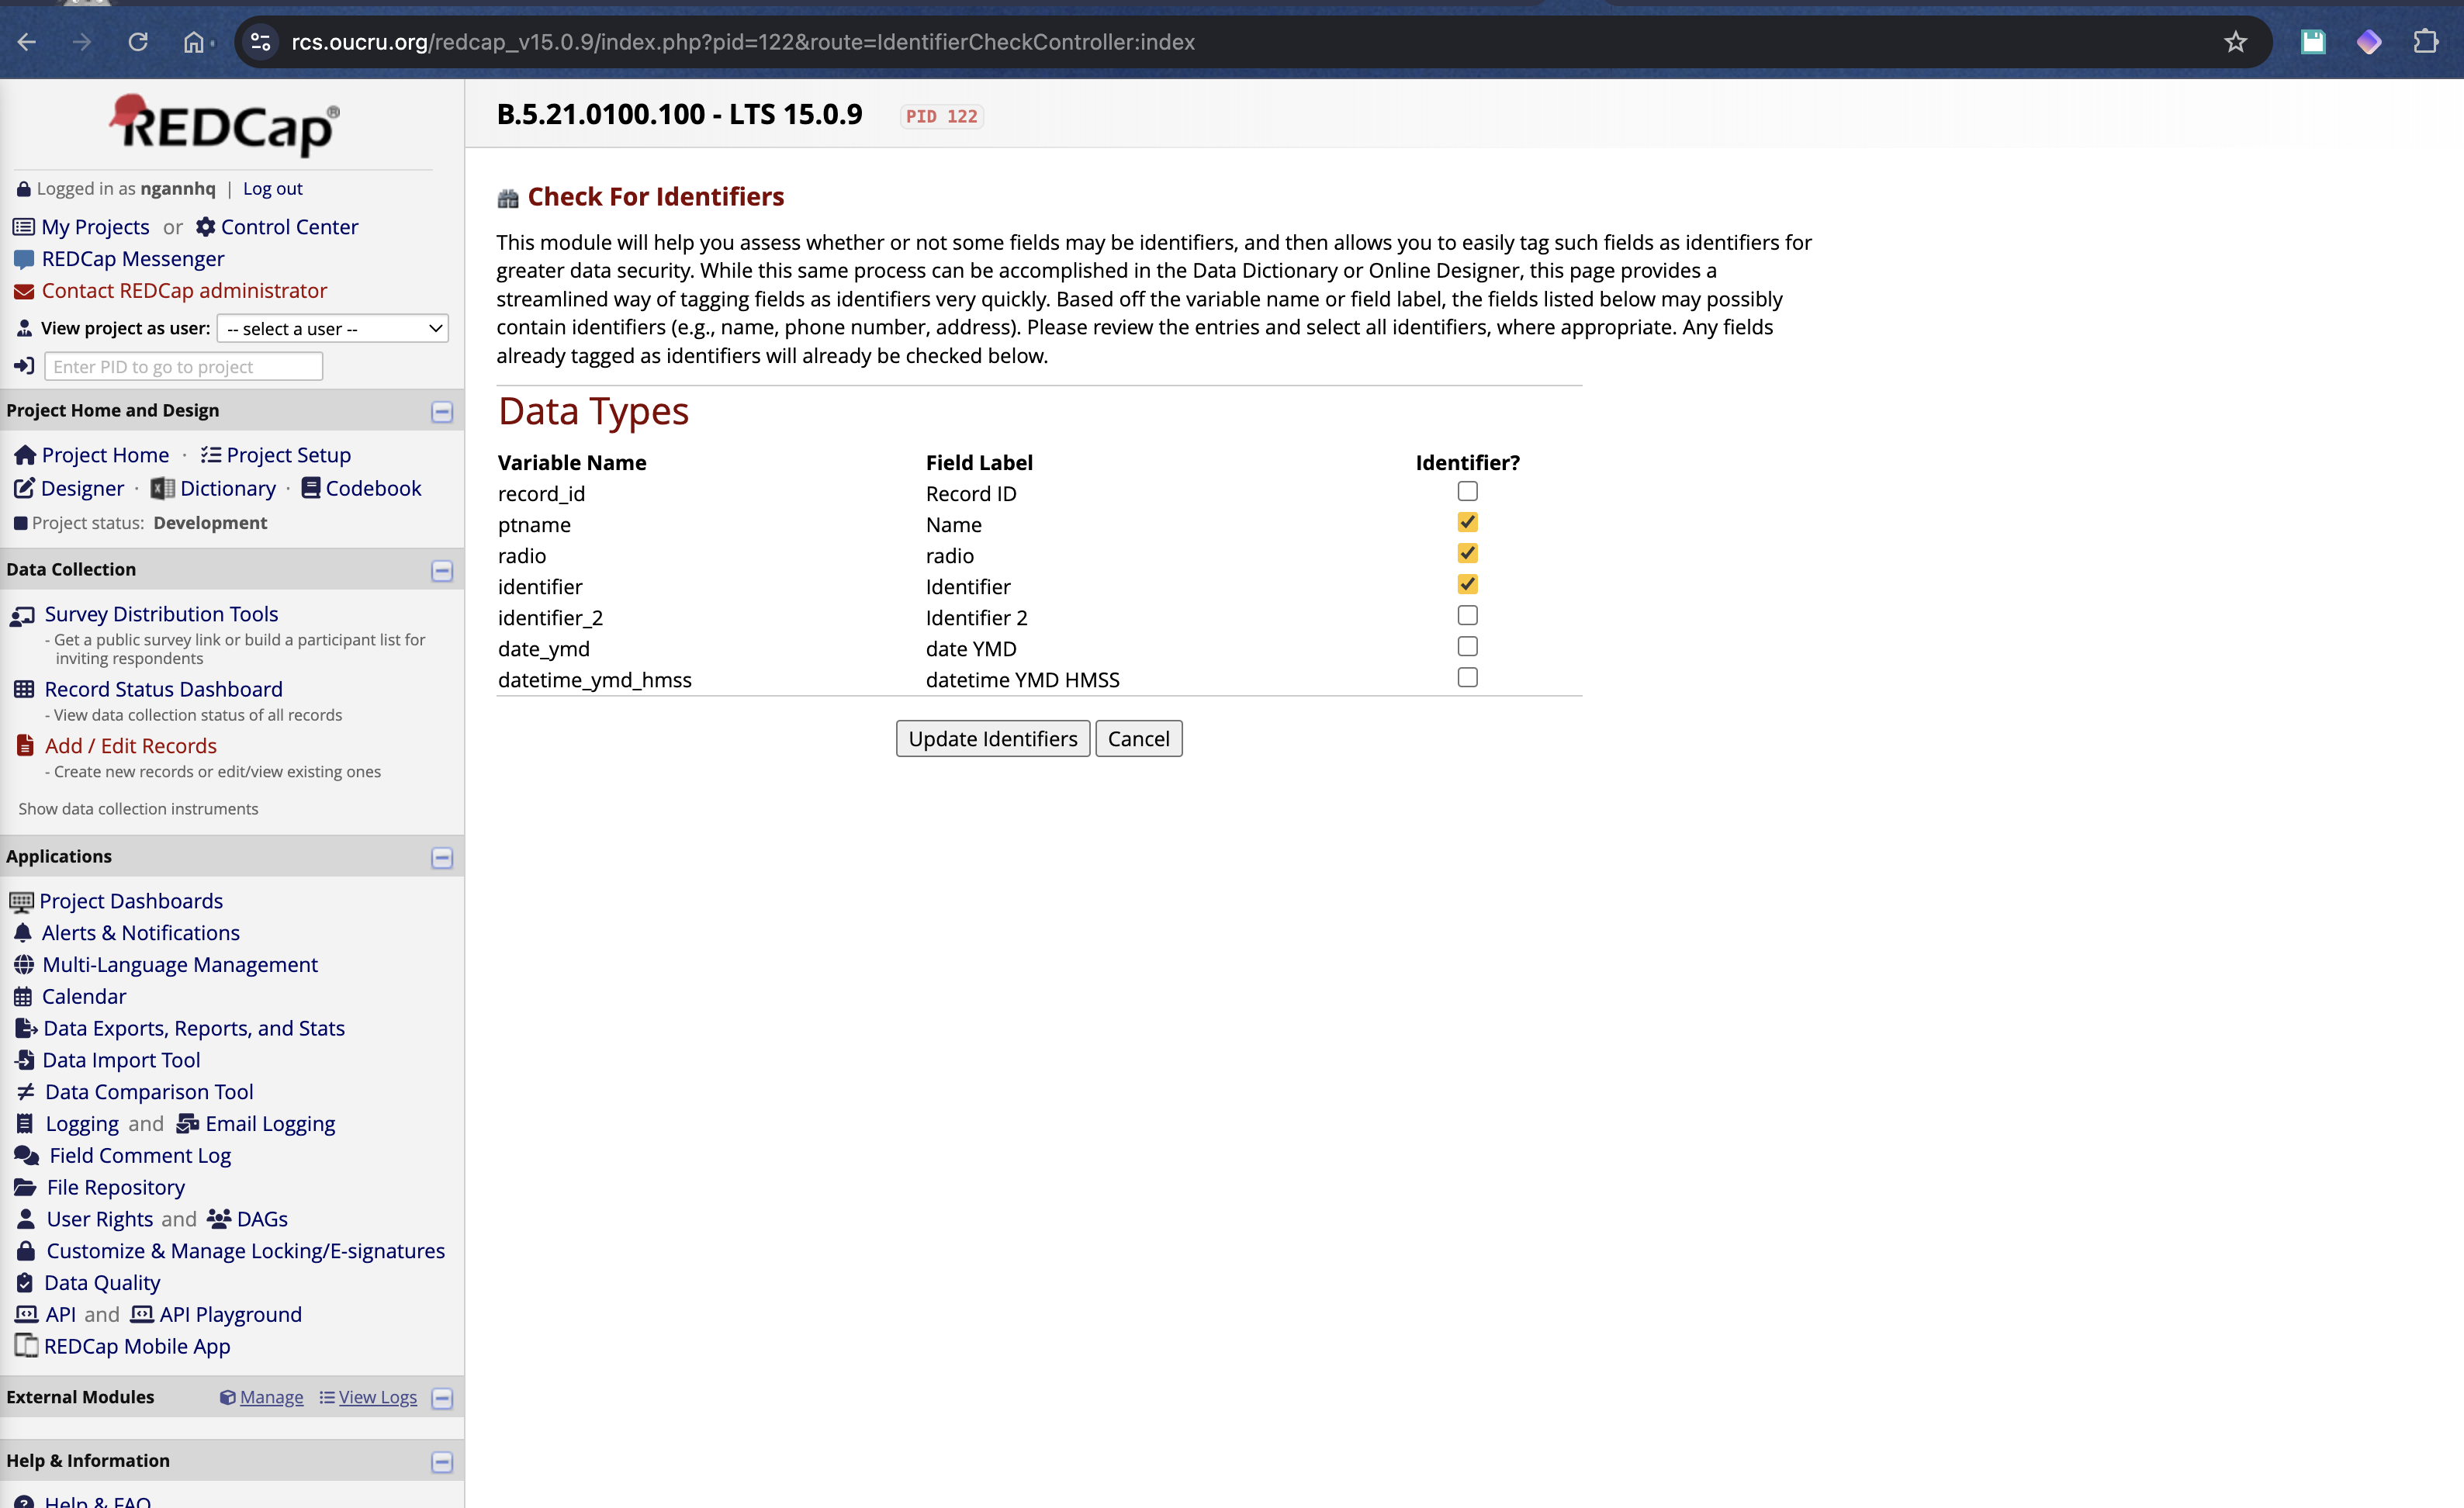 rcs.oucru.org/redcap_v15.0.9/index.php?pid=122&route=IdentifierCheckController:index
REDCap®
Logged in as ngannhq | Log out
My Projects or Control Center
REDCap Messenger
Contact REDCap administrator
View project as user: -- select a user --
Enter PID to go to project
Project Home and Design
Project Home · Project Setup
Designer · Dictionary · Codebook
Project status: Development
Data Collection
Survey Distribution Tools
- Get a public survey link or build a participant list for
inviting respondents
Record Status Dashboard
- View data collection status of all records
Add / Edit Records
- Create new records or edit/view existing ones
Show data collection instruments
Applications
Project Dashboards
Alerts & Notifications
Multi-Language Management
Calendar
Data Exports, Reports, and Stats
Data Import Tool
Data Comparison Tool
Logging and Email Logging
Field Comment Log
File Repository
User Rights and DAGs
Customize & Manage Locking/E-signatures
Data Quality
API and API Playground
REDCap Mobile App
External Modules Manage View Logs
Help & Information
Help & FAQ
B.5.21.0100.100 - LTS 15.0.9 PID 122
Check For Identifiers
This module will help you assess whether or not some fields may be identifiers, and then allows you to easily tag such fields as identifiers for
greater data security. While this same process can be accomplished in the Data Dictionary or Online Designer, this page provides a
streamlined way of tagging fields as identifiers very quickly. Based off the variable name or field label, the fields listed below may possibly
contain identifiers (e.g., name, phone number, address). Please review the entries and select all identifiers, where appropriate. Any fields
already tagged as identifiers will already be checked below.
Data Types
Variable Name Field Label Identifier?
record_id Record ID
ptname Name
radio radio
identifier Identifier
identifier_2 Identifier 2
date_ymd date YMD
datetime_ymd_hmss datetime YMD HMSS
Update Identifiers Cancel